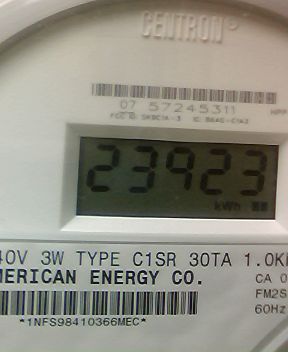 CENTRON®
07 57245311
23923
kWh
40V 3W TYPE C1SR 30TA 1.0K
MERICAN ENERGY CO.
CA 0
FM2S
60Hz
*1NFS98410366MEC*